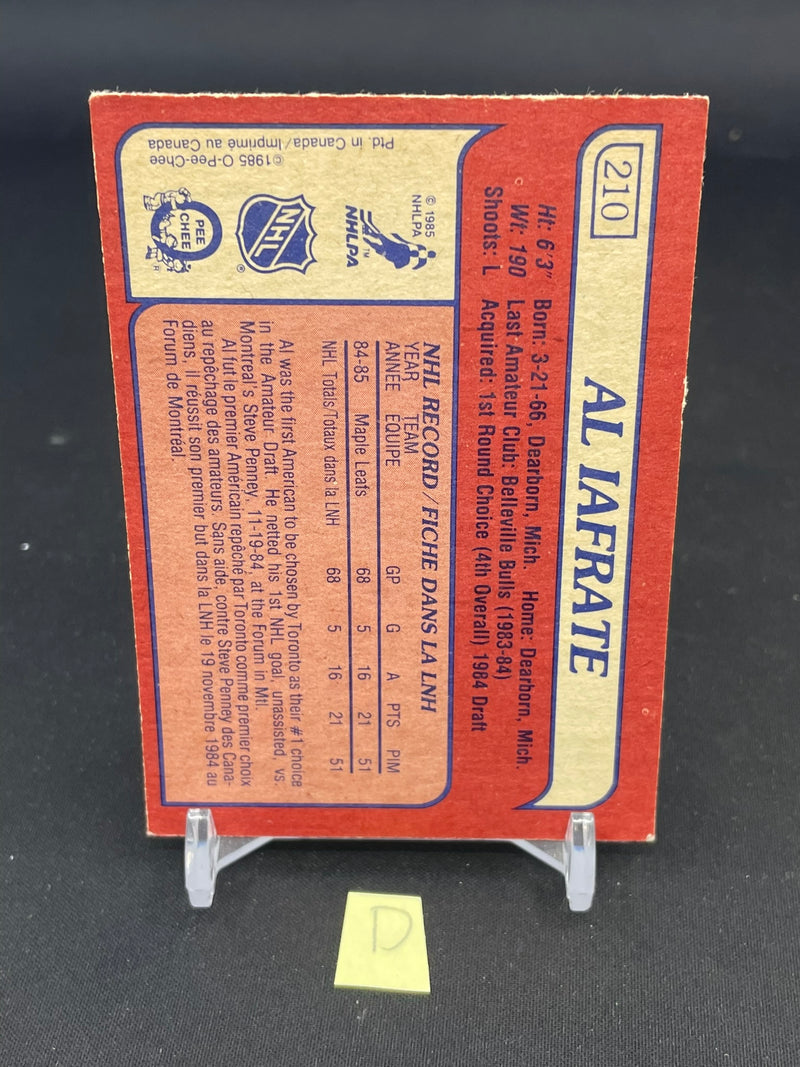 210
AL IAFRATE
Ht: 6'3" Born: 3-21-66, Dearborn, Mich. Home: Dearborn, Mich.
Wt: 190 Last Amateur Club: Belleville Bulls (1983-84)
Shoots: L Acquired: 1st Round Choice (4th Overall) 1984 Draft
© 1985
NHLPA
NHLPA
TM
NHL
®
PEE
CHEE
R
©1985 O-Pee-Chee
Ptd. in Canada/Imprimé au Canada
NHL RECORD/FICHE DANS LA LNH
YEAR TEAM
ANNEE EQUIPE GP G A PTS PIM
84-85 Maple Leafs 68 5 16 21 51
NHL Totals/Totaux dans la LNH 68 5 16 21 51
Al was the first American to be chosen by Toronto as their #1 choice
in the Amateur Draft. He netted his 1st NHL goal, unassisted, vs.
Montreal's Steve Penney, 11-19-84, at the Forum in Mtl.
Al fut le premier Americain repêché par Toronto comme premier choix
au repêchage des amateurs. Sans aide, contre Steve Penney des Cana-
diens, il réussit son premier but dans la LNH le 19 novembre 1984 au
Forum de Montréal.
D